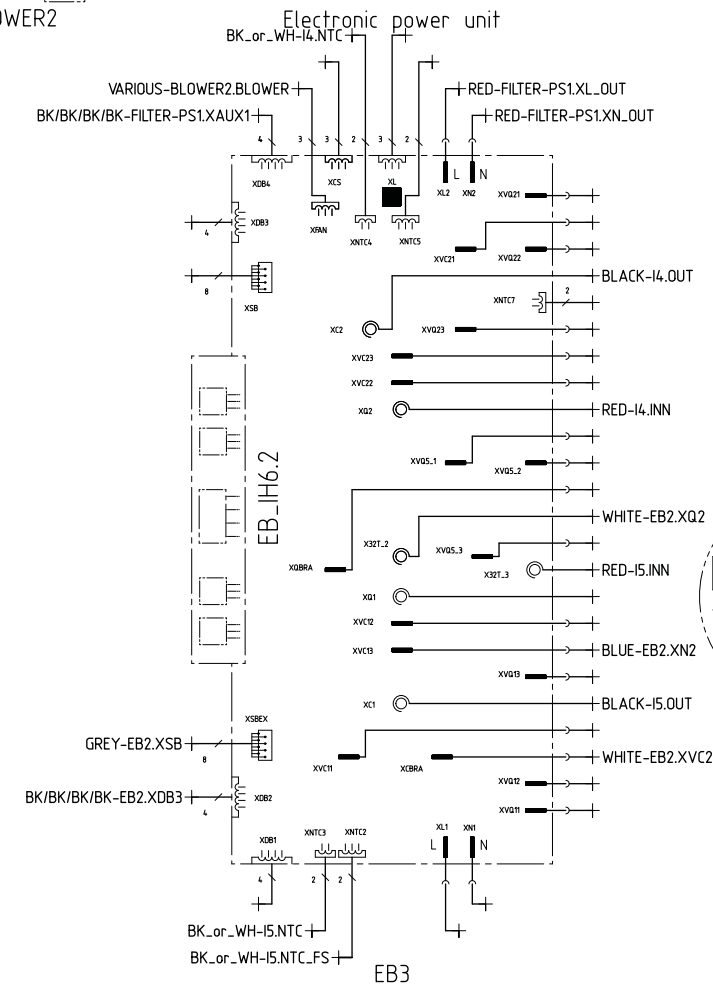 OWER2
Electronic power unit
BK_or_WH-I4.NTC
VARIOUS-BLOWER2.BLOWER
RED-FILTER-PS1.XL_OUT
BK/BK/BK/BK-FILTER-PS1.XAUX1
RED-FILTER-PS1.XN_OUT
4 3 3 2 3 2
XDB4 XCS XL XL2 L XN2 N
XVQ21
XDB3 XFAN XNTC4 XNTC5
4
XVC21 XVQ22
BLACK-I4.OUT
8
XSB
XNTC7 2
XC2 XVQ23
XVC23
XVC22
XQ2 RED-I4.INN
XVQ5_1 XVQ5_2
EB_IH6.2
WHITE-EB2.XQ2
X32T_2 XVQ5_3
XQBRA X32T_3 RED-I5.INN
XQ1
XVC12
XVC13 BLUE-EB2.XN2
XVQ13
XC1 BLACK-I5.OUT
XSBEX
GREY-EB2.XSB
8
XVC11 XCBRA WHITE-EB2.XVC2
XVQ12
BK/BK/BK/BK-EB2.XDB3
4
XDB2
XVQ11
XDB1 XNTC3 XNTC2 XL1 XN1
L N
4 2 2
BK_or_WH-I5.NTC
BK_or_WH-I5.NTC_FS
EB3